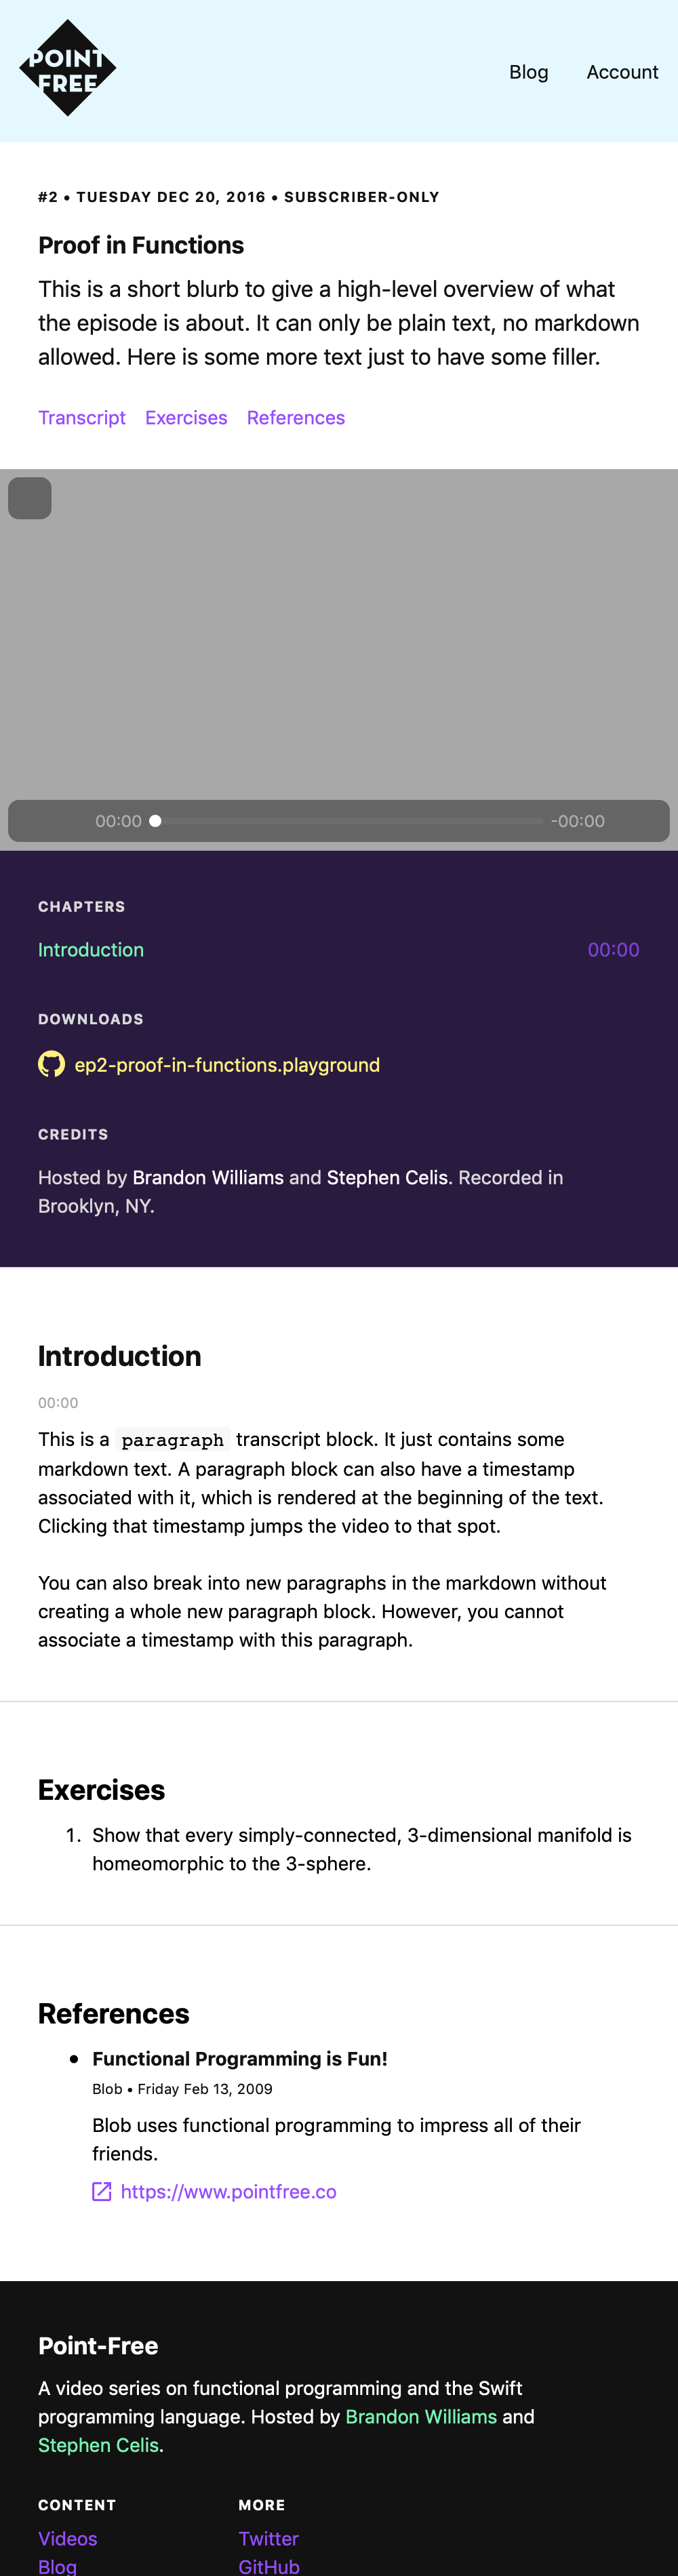 POINT
FREE
Blog
Account
#2 • TUESDAY DEC 20, 2016 • SUBSCRIBER-ONLY
Proof in Functions
This is a short blurb to give a high-level overview of what
the episode is about. It can only be plain text, no markdown
allowed. Here is some more text just to have some filler.
Transcript Exercises References
00:00
-00:00
CHAPTERS
Introduction 00:00
DOWNLOADS
ep2-proof-in-functions.playground
CREDITS
Hosted by Brandon Williams and Stephen Celis. Recorded in
Brooklyn, NY.
Introduction
00:00
This is a paragraph transcript block. It just contains some
markdown text. A paragraph block can also have a timestamp
associated with it, which is rendered at the beginning of the text.
Clicking that timestamp jumps the video to that spot.
You can also break into new paragraphs in the markdown without
creating a whole new paragraph block. However, you cannot
associate a timestamp with this paragraph.
Exercises
1. Show that every simply-connected, 3-dimensional manifold is
homeomorphic to the 3-sphere.
References
• Functional Programming is Fun!
Blob • Friday Feb 13, 2009
Blob uses functional programming to impress all of their
friends.
https://www.pointfree.co
Point-Free
A video series on functional programming and the Swift
programming language. Hosted by Brandon Williams and
Stephen Celis.
CONTENT
Videos
Blog
MORE
Twitter
GitHub